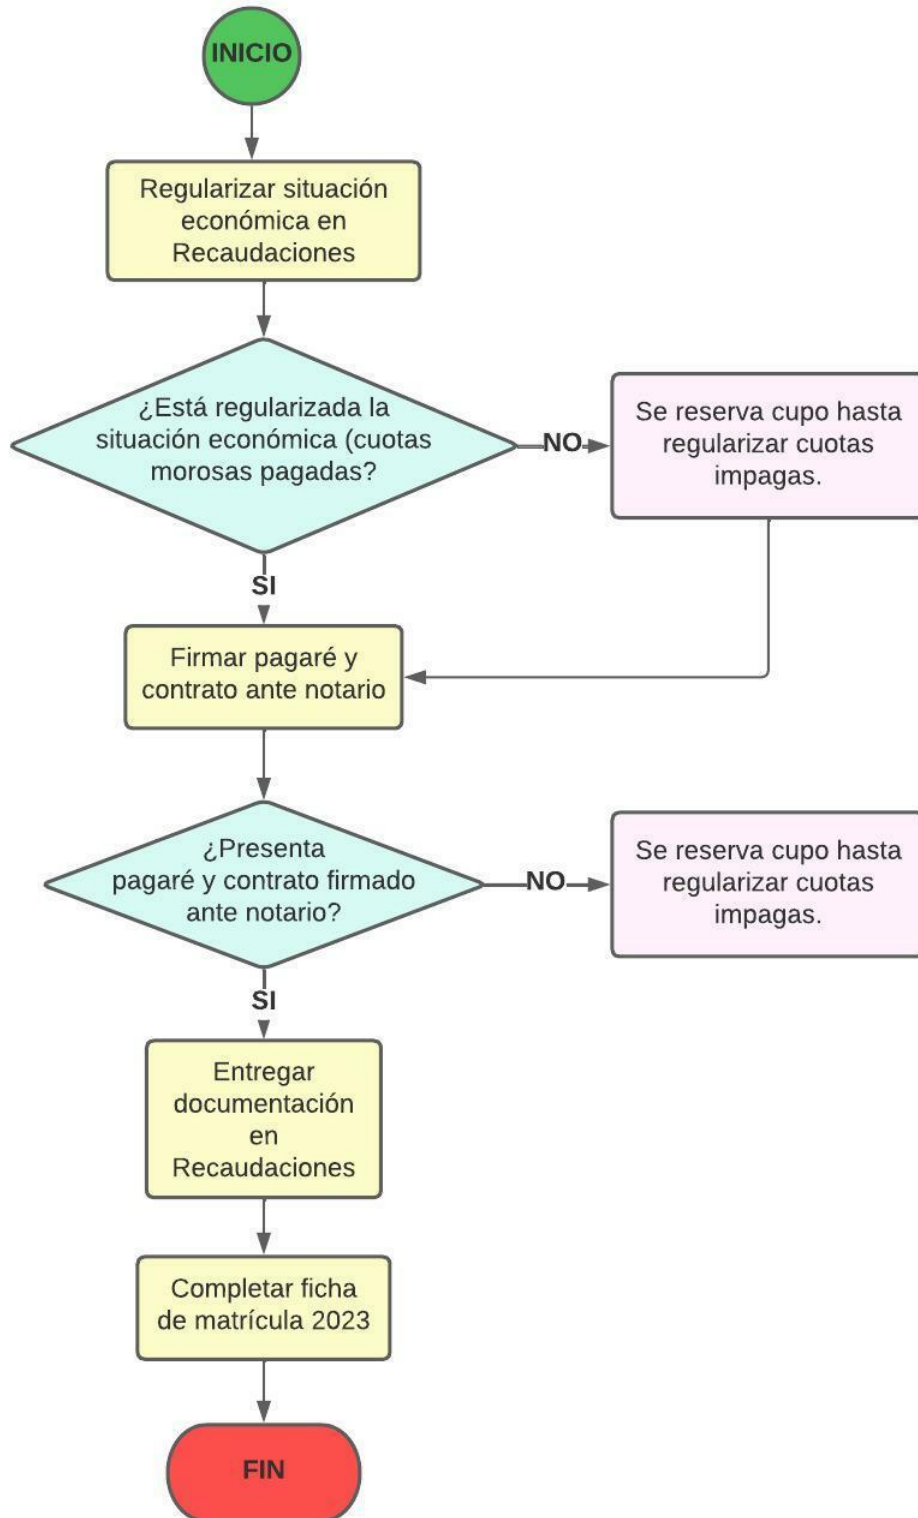 INICIO
Regularizar situación
económica en
Recaudaciones
¿Está regularizada la
situación económica (cuotas
morosas pagadas?
NO
Se reserva cupo hasta
regularizar cuotas
impagas.
SI
Firmar pagaré y
contrato ante notario
¿Presenta
pagaré y contrato firmado
ante notario?
NO
Se reserva cupo hasta
regularizar cuotas
impagas.
SI
Entregar
documentación
en
Recaudaciones
Completar ficha
de matrícula 2023
FIN